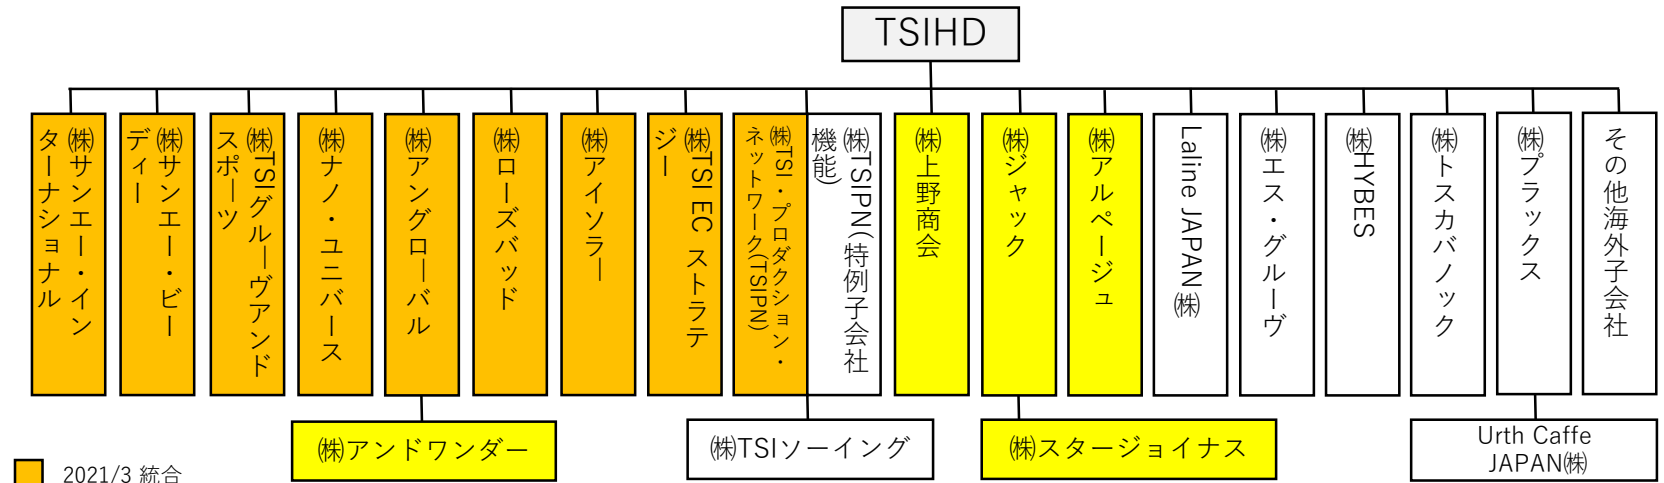 TSIHD
㈱サンエー・イン
ターナショナル
㈱サンエー・ビー
ディー
㈱TSIグルーヴアンド
スポーツ
㈱ナノ・ユニバース
㈱アングローバル
㈱ローズバッド
㈱アイソラー
㈱TSI EC ストラテ
ジー
㈱TSI・プロダクション・
ネットワーク(TSIPN)
㈱TSIPN(特例子会社
機能)
㈱上野商会
㈱ジャック
㈱アルページュ
Laline JAPAN㈱
㈱エス・グルーヴ
㈱HYBES
㈱トスカバノック
㈱プラックス
その他海外子会社
㈱アンドワンダー
㈱TSIソーイング
㈱スタージョイナス
Urth Caffe
JAPAN㈱
2021/3 統合